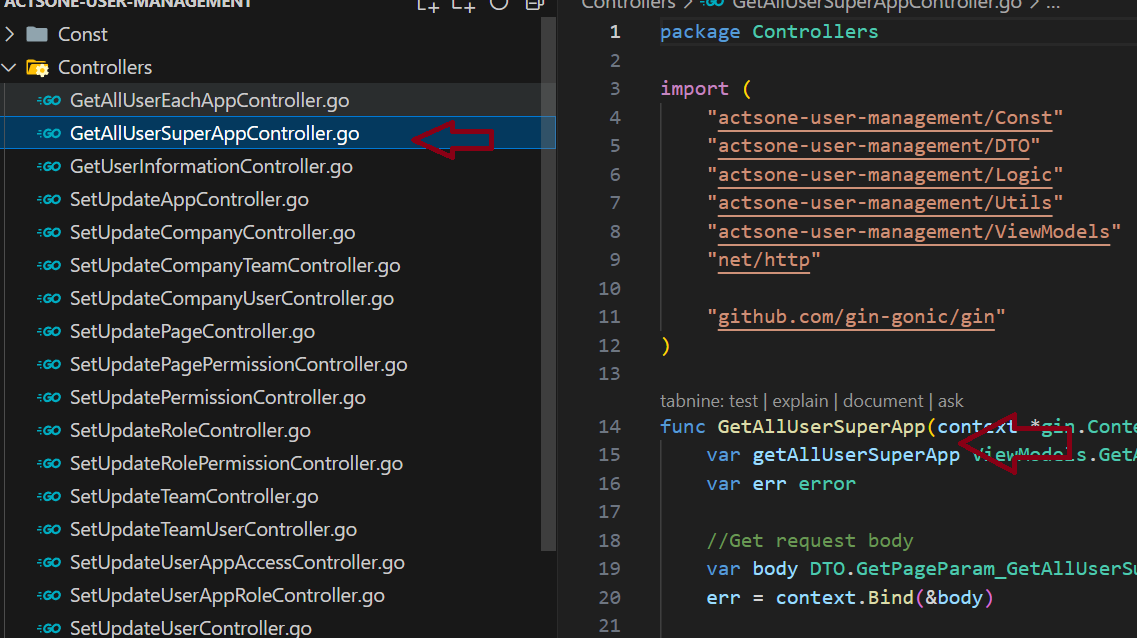 ACTSONE-USER-MANAGEMENT
Const
Controllers
GetAllUserEachAppController.go
GetAllUserSuperAppController.go
GetUserInformationController.go
SetUpdateAppController.go
SetUpdateCompanyController.go
SetUpdateCompanyTeamController.go
SetUpdateCompanyUserController.go
SetUpdatePageController.go
SetUpdatePagePermissionController.go
SetUpdatePermissionController.go
SetUpdateRoleController.go
SetUpdateRolePermissionController.go
SetUpdateTeamController.go
SetUpdateTeamUserController.go
SetUpdateUserAppAccessController.go
SetUpdateUserAppRoleController.go
SetUpdateUserController.go
Controllers > GetAllUserSuperAppController.go > ...
1 package Controllers
2
3 import (
4 "actsone-user-management/Const"
5 "actsone-user-management/DTO"
6 "actsone-user-management/Logic"
7 "actsone-user-management/Utils"
8 "actsone-user-management/ViewModels"
9 "net/http"
10
11 "github.com/gin-gonic/gin"
12 )
13
tabnine: test | explain | document | ask
14 func GetAllUserSuperApp(context *gin.Conte
15 var getAllUserSuperApp ViewModels.GetA
16 var err error
17
18 //Get request body
19 var body DTO.GetPageParam_GetAllUserSu
20 err = context.Bind(&body)
21